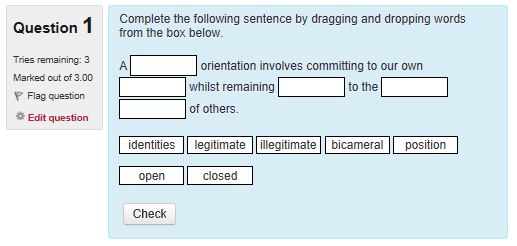 Question 1
Tries remaining: 3
Marked out of 3.00
Flag question
Edit question
Complete the following sentence by dragging and dropping words
from the box below.
A orientation involves committing to our own
whilst remaining to the
of others.
identities legitimate illegitimate bicameral position
open closed
Check